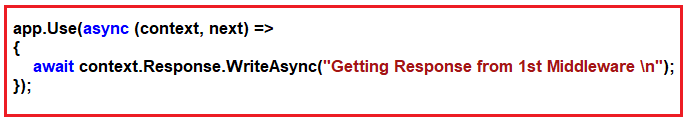 app.Use(async (context, next) =>
{
    await context.Response.WriteAsync("Getting Response from 1st Middleware \n");
});